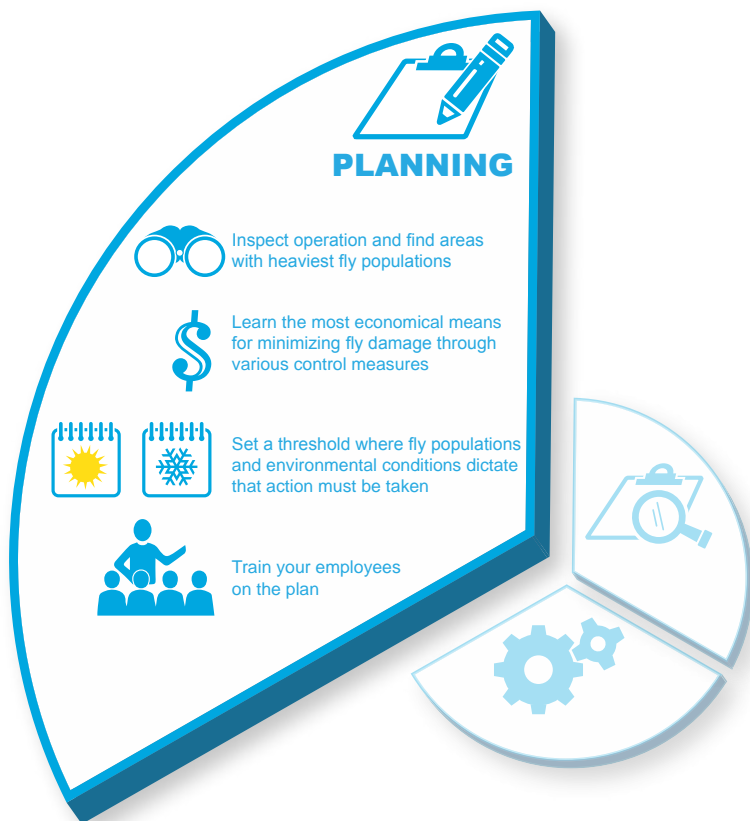 PLANNING
Inspect operation and find areas
with heaviest fly populations
Learn the most economical means
for minimizing fly damage through
various control measures
Set a threshold where fly populations
and environmental conditions dictate
that action must be taken
Train your employees
on the plan